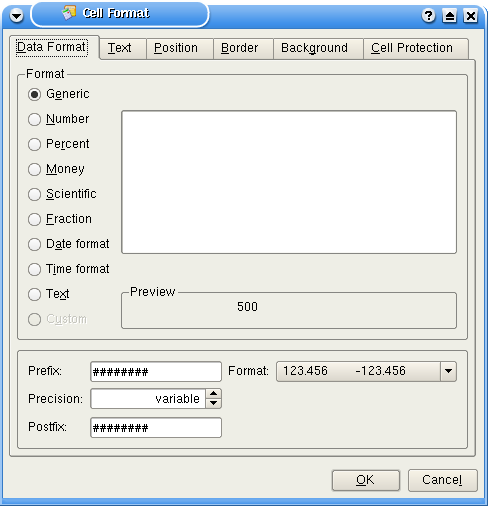 Cell Format
Data Format Text Position Border Background Cell Protection
Format
Generic
Number
Percent
Money
Scientific
Fraction
Date format
Time format
Text
Custom
Preview
500
Prefix: ######## Format: 123.456 -123.456
Precision: variable
Postfix: ########
OK Cancel